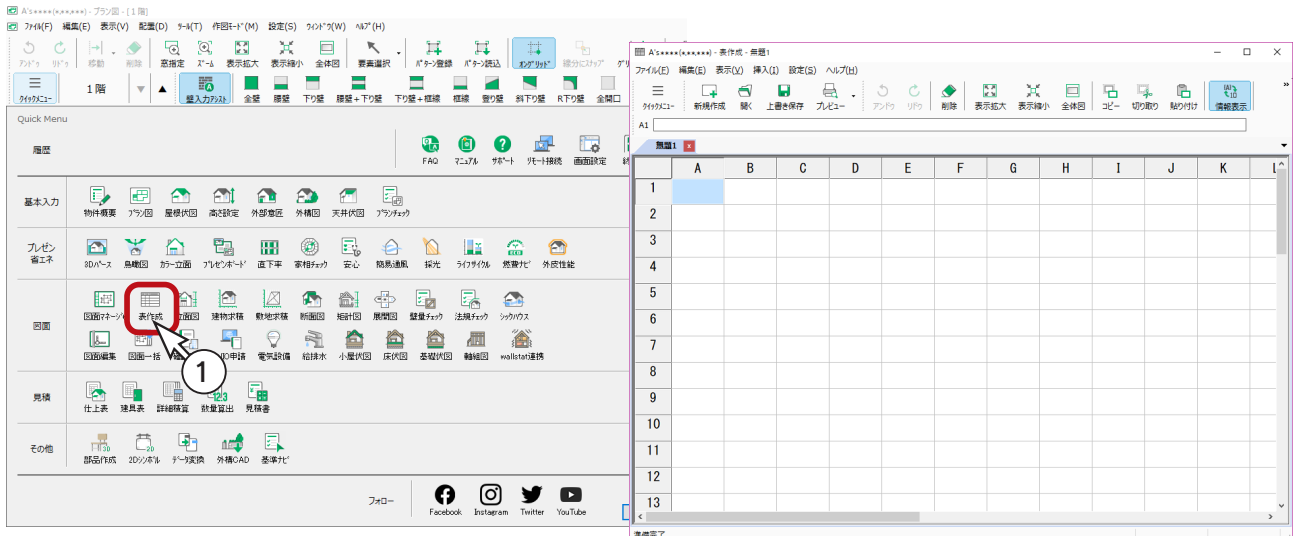 A's****(*,**,***) - プラン図 - [1 階]
ファイル(F) 編集(E) 表示(V) 配置(D) ツール(T) 作図モード(M) 設定(S) ウィンドウ(W) ヘルプ(H)
アンドゥ リドゥ 移動 削除 窓指定 ズーム 表示拡大 表示縮小 全体図 要素選択 パターン登録 パターン読込 オングリッド 線分にスナップ
クイックメニュー 1 階 壁入力アシスト 全壁 腰壁 下り壁 腰壁+下り壁 下り壁+框線 框線 登り壁 斜下り壁 R下り壁 全開口
Quick Menu
履歴
FAQ マニュアル サポート リモート接続 画面設定
基本入力
物件概要 プラン図 屋根伏図 高さ設定 外部意匠 外構図 天井伏図 プランチェック
プレゼン
省エネ
3Dパース 鳥瞰図 カラー立面 プレゼンボード 直下率 家相チェック 安心 簡易通風 採光 ライフサイクル 燃費ナビ 外皮性能
図面
図面マネージ 表作成 立面図 建物求積 敷地求積 断面図 矩計図 展開図 壁量チェック 法規チェック シックハウス
図面編集 図面一括 申請 電気設備 給排水 小屋伏図 床伏図 基礎伏図 軸組図 wallstat連携
1
見積
仕上表 建具表 詳細積算 数量算出 見積書
その他
部品作成 2Dシンボル データ変換 外構CAD 基準ナビ
フォロー
Facebook Instagram Twitter YouTube
A's****(*,***,***) - 表作成 - 無題1
ファイル(F) 編集(E) 表示(V) 挿入(I) 設定(S) ヘルプ(H)
クイックメニュー 新規作成 開く 上書き保存 プレビュー アンドゥ リドゥ 削除 表示拡大 表示縮小 全体図 コピー 切り取り 貼り付け 情報表示
A1
無題1
A B C D E F G H I J K L
1
2
3
4
5
6
7
8
9
10
11
12
13
準備完了